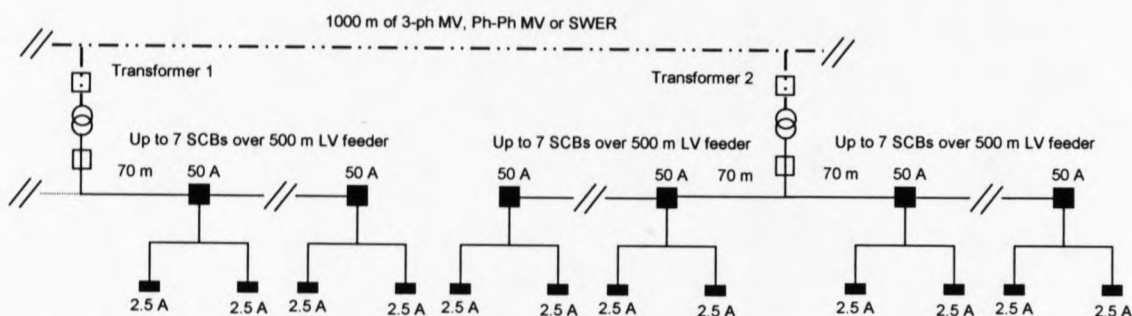 1000 m of 3-ph MV, Ph-Ph MV or SWER
Transformer 1
Transformer 2
Up to 7 SCBs over 500 m LV feeder
Up to 7 SCBs over 500 m LV feeder
Up to 7 SCBs over 500 m LV feeder
70 m 50 A
50 A
50 A
50 A 70 m
70 m 50 A
50 A
2.5 A 2.5 A 2.5 A 2.5 A 2.5 A 2.5 A 2.5 A 2.5 A 2.5 A 2.5 A 2.5 A 2.5 A